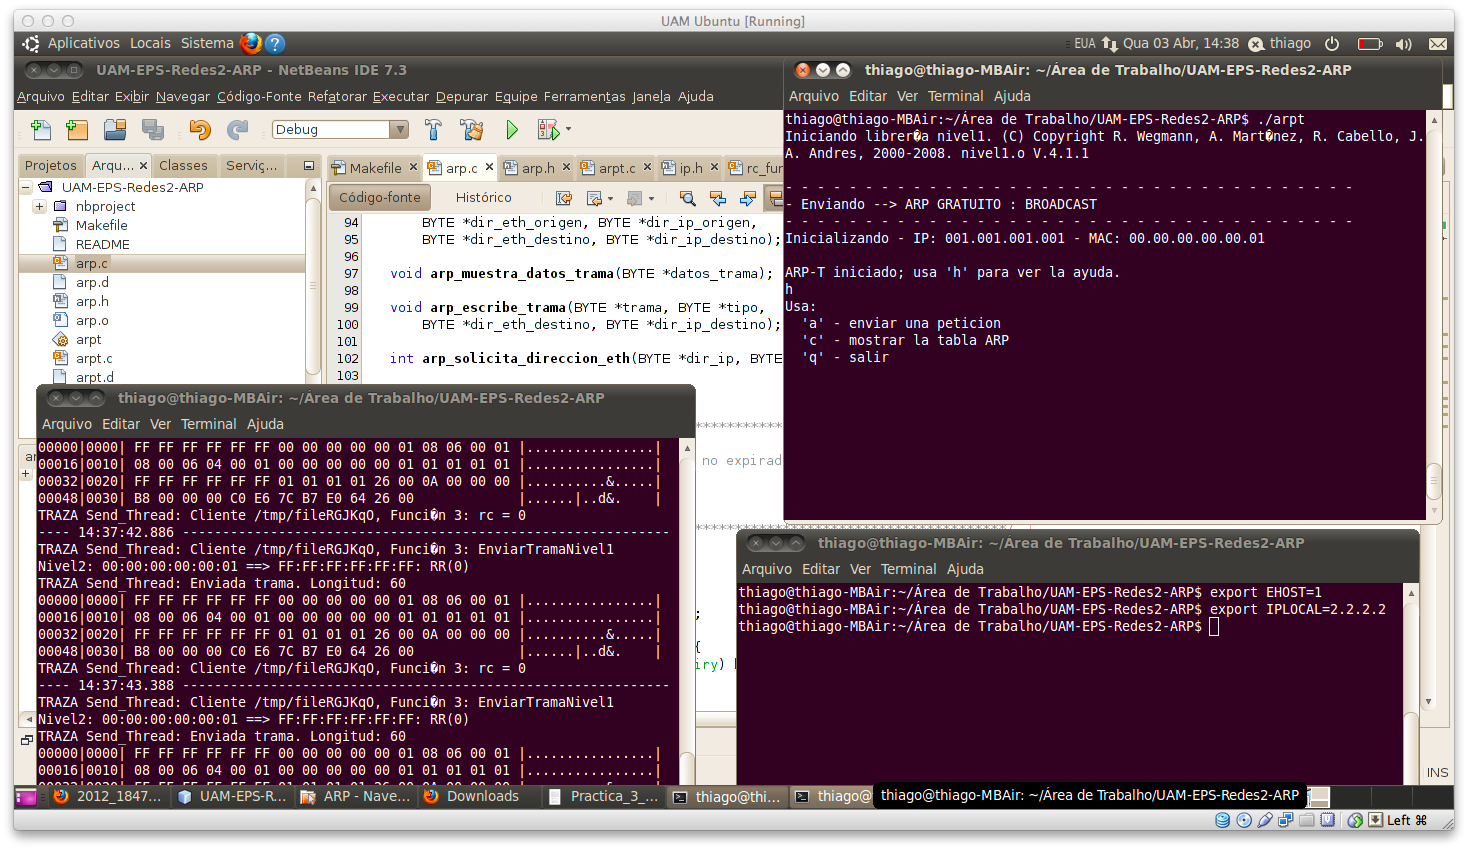 UAM Ubuntu [Running]
Aplicativos Locais Sistema ? EUA Qua 03 Abr, 14:38 thiago
UAM-EPS-Redes2-ARP - NetBeans IDE 7.3
Arquivo Editar Exibir Navegar Código-Fonte Refatorar Executar Depurar Equipe Ferramentas Janela Ajuda
Debug
Projetos Arqu... Classes Serviç...
Makefile arp.c arp.h arpt.c ip.h rc_fun
Código-fonte Histórico
UAM-EPS-Redes2-ARP
nbproject
Makefile
README
arp.c
arp.d
arp.h
arp.o
arpt
arpt.c
arpt.d
94 BYTE *dir_eth_origen, BYTE *dir_ip_origen,
95 BYTE *dir_eth_destino, BYTE *dir_ip_destino);
96
97 void arp_muestra_datos_trama(BYTE *datos_trama);
98
99 void arp_escribe_trama(BYTE *trama, BYTE *tipo,
100 BYTE *dir_eth_destino, BYTE *dir_ip_destino);
101
102 int arp_solicita_direccion_eth(BYTE *dir_ip, BYTE
103
no expirad
;
{
iry)
INS
thiago@thiago-MBAir: ~/Área de Trabalho/UAM-EPS-Redes2-ARP
Arquivo Editar Ver Terminal Ajuda
thiago@thiago-MBAir:~/Área de Trabalho/UAM-EPS-Redes2-ARP$ ./arpt
Iniciando librer�a nivel1. (C) Copyright R. Wegmann, A. Mart�nez, R. Cabello, J.
A. Andres, 2000-2008. nivel1.o V.4.1.1
- - - - - - - - - - - - - - - - - - - - - - - - - - - - - - - - - - - -
- Enviando --> ARP GRATUITO : BROADCAST
- - - - - - - - - - - - - - - - - - - - - - - - - - - - - - - - - - - -
Inicializando - IP: 001.001.001.001 - MAC: 00.00.00.00.00.01
ARP-T iniciado; usa 'h' para ver la ayuda.
h
Usa:
'a' - enviar una peticion
'c' - mostrar la tabla ARP
'q' - salir
thiago@thiago-MBAir: ~/Área de Trabalho/UAM-EPS-Redes2-ARP
Arquivo Editar Ver Terminal Ajuda
00000|0000| FF FF FF FF FF FF 00 00 00 00 00 01 08 06 00 01 |................|
00016|0010| 08 00 06 04 00 01 00 00 00 00 00 01 01 01 01 01 |................|
00032|0020| FF FF FF FF FF FF 01 01 01 01 26 00 0A 00 00 00 |..........&.....|
00048|0030| B8 00 00 00 C0 E6 7C B7 E0 64 26 00 |......|..d&. |
TRAZA Send_Thread: Cliente /tmp/fileRGJKqO, Funci�n 3: rc = 0
---- 14:37:42.886 ------------------------------------------------------------
TRAZA Send_Thread: Cliente /tmp/fileRGJKqO, Funci�n 3: EnviarTramaNivel1
Nivel2: 00:00:00:00:00:01 ==> FF:FF:FF:FF:FF:FF: RR(0)
TRAZA Send_Thread: Enviada trama. Longitud: 60
00000|0000| FF FF FF FF FF FF 00 00 00 00 00 01 08 06 00 01 |................|
00016|0010| 08 00 06 04 00 01 00 00 00 00 00 01 01 01 01 01 |................|
00032|0020| FF FF FF FF FF FF 01 01 01 01 26 00 0A 00 00 00 |..........&.....|
00048|0030| B8 00 00 00 C0 E6 7C B7 E0 64 26 00 |......|..d&. |
TRAZA Send_Thread: Cliente /tmp/fileRGJKqO, Funci�n 3: rc = 0
---- 14:37:43.388 ------------------------------------------------------------
TRAZA Send_Thread: Cliente /tmp/fileRGJKqO, Funci�n 3: EnviarTramaNivel1
Nivel2: 00:00:00:00:00:01 ==> FF:FF:FF:FF:FF:FF: RR(0)
TRAZA Send_Thread: Enviada trama. Longitud: 60
00000|0000| FF FF FF FF FF FF 00 00 00 00 00 01 08 06 00 01 |................|
00016|0010| 08 00 06 04 00 01 00 00 00 00 00 01 01 01 01 01 |................|
thiago@thiago-MBAir: ~/Área de Trabalho/UAM-EPS-Redes2-ARP
Arquivo Editar Ver Terminal Ajuda
thiago@thiago-MBAir:~/Área de Trabalho/UAM-EPS-Redes2-ARP$ export EHOST=1
thiago@thiago-MBAir:~/Área de Trabalho/UAM-EPS-Redes2-ARP$ export IPLOCAL=2.2.2.2
thiago@thiago-MBAir:~/Área de Trabalho/UAM-EPS-Redes2-ARP$
2012_1847... UAM-EPS-R... ARP - Nave... Downloads Practica_3_... thiago@thi... thiago@
thiago@thiago-MBAir: ~/Área de Trabalho/UAM-EPS-Redes2-ARP
Left ⌘